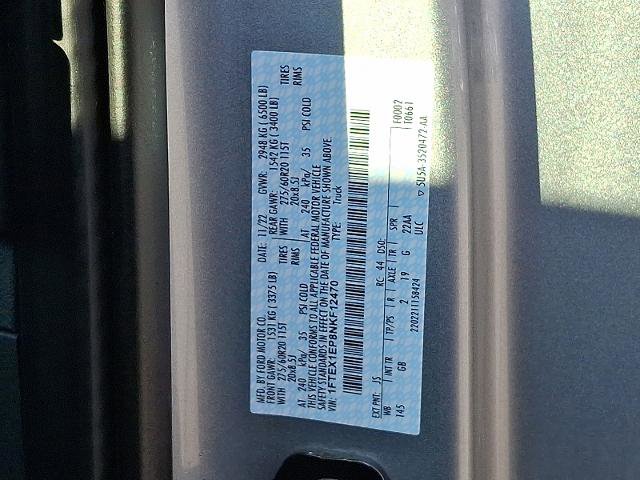 MFD. BY FORD MOTOR CO.
DATE: 11/22 GVWR: 2948 KG ( 6500 LB)
FRONT GAWR: 1531 KG ( 3375 LB)
REAR GAWR: 1542 KG ( 3400 LB)
WITH 275/60R20 115T TIRES
WITH 275/60R20 115T TIRES
20x8.5J RIMS
20x8.5J RIMS
AT 240 kPa/ 35 PSI COLD
AT 240 kPa/ 35 PSI COLD
THIS VEHICLE CONFORMS TO ALL APPLICABLE FEDERAL MOTOR VEHICLE
SAFETY STANDARDS IN EFFECT ON THE DATE OF MANUFACTURE SHOWN ABOVE.
VIN: 1FTEX1EP8NKF12470 TYPE: Truck
EXT PNT: JS RC: 44 DSO: F0002
WB INT TR TP/PS R AXLE TR SPR T0661
145 GB 2 19 G 22AA
ULC
2202211158424 SU5A-3520472-AA